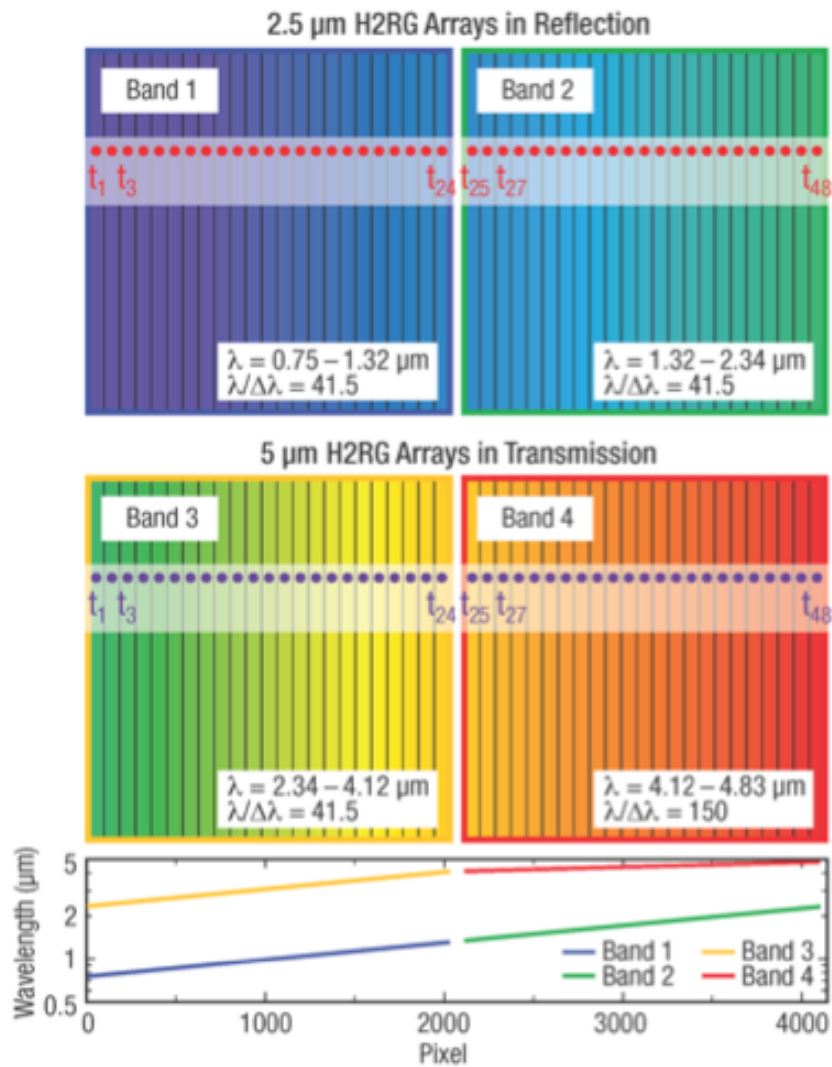 2.5 µm H2RG Arrays in Reflection
Band 1
Band 2
t1 t3 t24 t25 t27 t48
λ = 0.75 – 1.32 µm
λ/Δλ = 41.5
λ = 1.32 – 2.34 µm
λ/Δλ = 41.5
5 µm H2RG Arrays in Transmission
Band 3
Band 4
t1 t3 t24 t25 t27 t48
λ = 2.34 – 4.12 µm
λ/Δλ = 41.5
λ = 4.12 – 4.83 µm
λ/Δλ = 150
Wavelength (µm)
5
2
1
0.5
Band 1
Band 2
Band 3
Band 4
0 1000 2000 3000 4000
Pixel